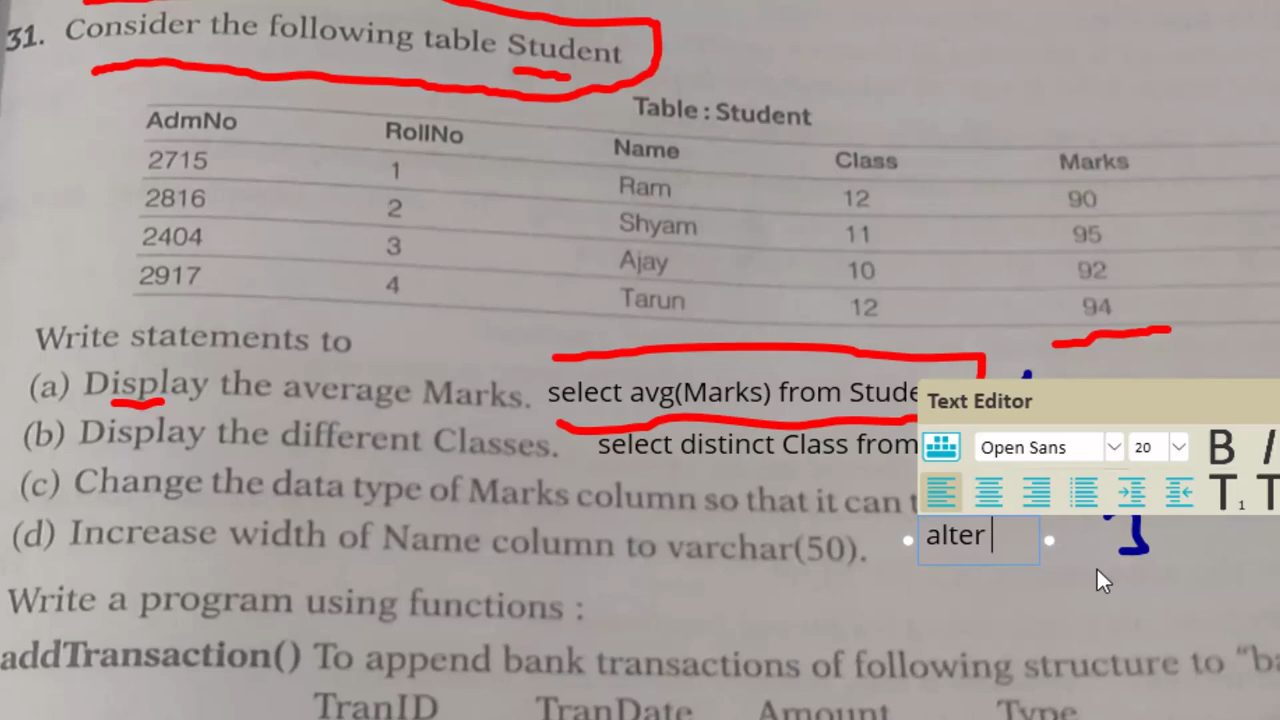 31. Consider the following table Student
Table : Student
AdmNo RollNo Name Class Marks
2715 1 Ram 12 90
2816 2 Shyam 11 95
2404 3 Ajay 10 92
2917 4 Tarun 12 94
Write statements to
(a) Display the average Marks. select avg(Marks) from Stude
Text Editor
(b) Display the different Classes. select distinct Class from
Open Sans 20 B I
(c) Change the data type of Marks column so that it can t
T1 T
(d) Increase width of Name column to varchar(50). alter
Write a program using functions :
addTransaction() To append bank transactions of following structure to "ba
TranID TranDate Amount Type